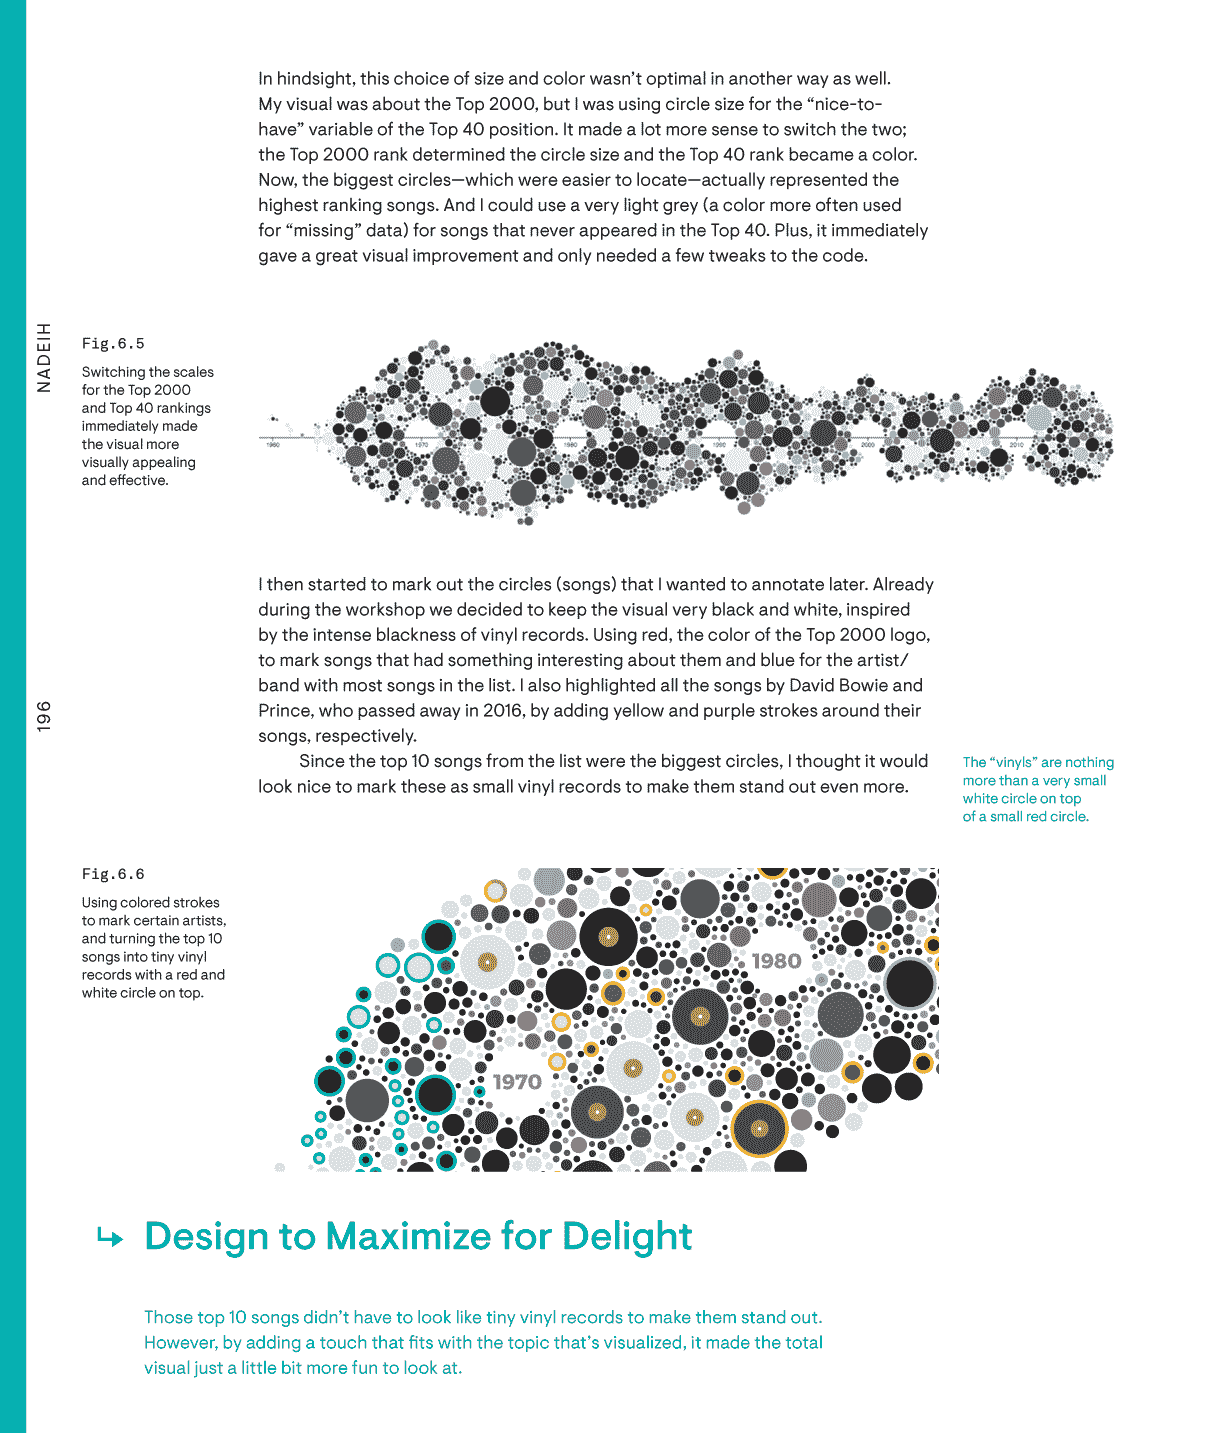 In hindsight, this choice of size and color wasn’t optimal in another way as well.
My visual was about the Top 2000, but I was using circle size for the “nice-to-
have” variable of the Top 40 position. It made a lot more sense to switch the two;
the Top 2000 rank determined the circle size and the Top 40 rank became a color.
Now, the biggest circles—which were easier to locate—actually represented the
highest ranking songs. And I could use a very light grey (a color more often used
for “missing” data) for songs that never appeared in the Top 40. Plus, it immediately
gave a great visual improvement and only needed a few tweaks to the code.
NADEIH
Fig.6.5
Switching the scales
for the Top 2000
and Top 40 rankings
immediately made
the visual more
visually appealing
and effective.
1960
1970
1980
1990
2000
2010
I then started to mark out the circles (songs) that I wanted to annotate later. Already
during the workshop we decided to keep the visual very black and white, inspired
by the intense blackness of vinyl records. Using red, the color of the Top 2000 logo,
to mark songs that had something interesting about them and blue for the artist/
band with most songs in the list. I also highlighted all the songs by David Bowie and
Prince, who passed away in 2016, by adding yellow and purple strokes around their
songs, respectively.
196
Since the top 10 songs from the list were the biggest circles, I thought it would
look nice to mark these as small vinyl records to make them stand out even more.
The “vinyls” are nothing
more than a very small
white circle on top
of a small red circle.
Fig.6.6
Using colored strokes
to mark certain artists,
and turning the top 10
songs into tiny vinyl
records with a red and
white circle on top.
1980
1970
↳ Design to Maximize for Delight
Those top 10 songs didn’t have to look like tiny vinyl records to make them stand out.
However, by adding a touch that fits with the topic that’s visualized, it made the total
visual just a little bit more fun to look at.